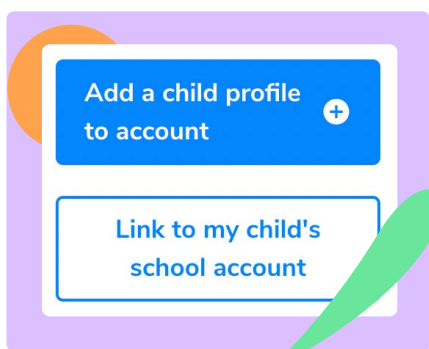 Add a child profile
to account
Link to my child's
school account